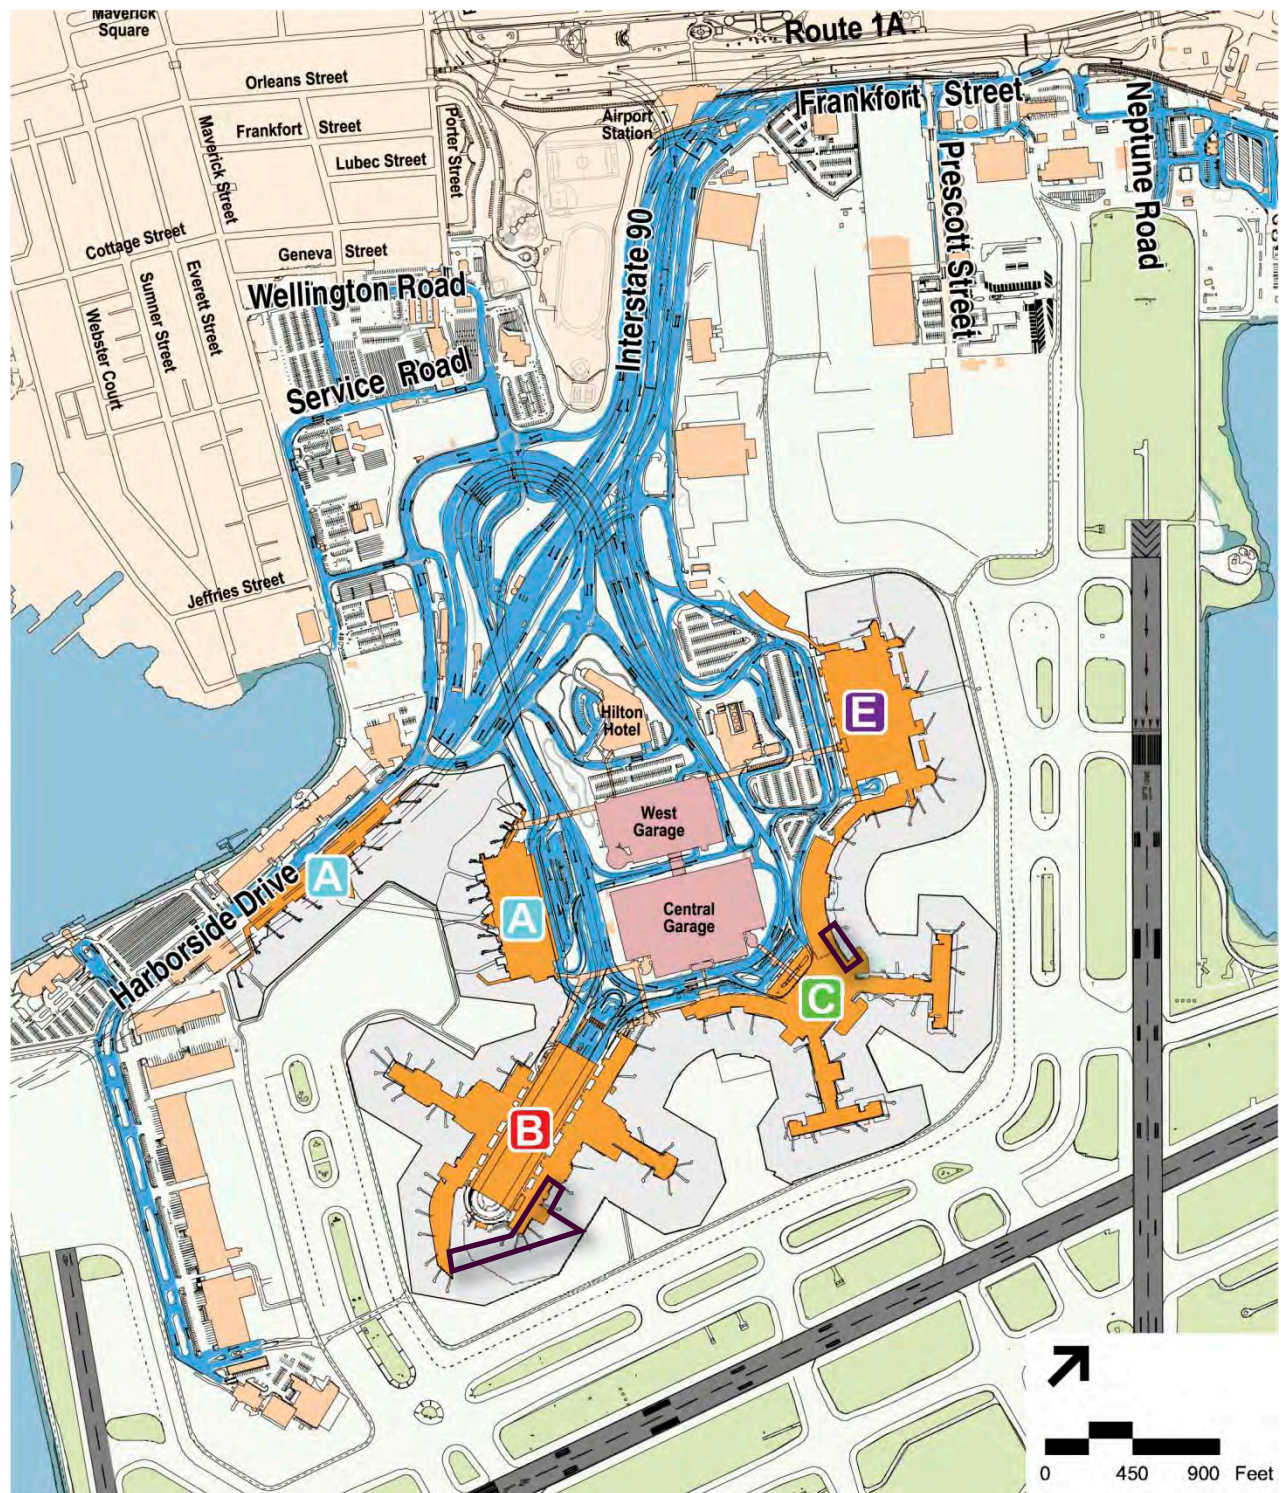 Maverick
Square
Route 1A
Orleans Street
Frankfort Street
Airport
Station
Frankfort Street
Neptune Road
Maverick Street
Frankfort Street
Porter Street
Lubec Street
Prescott Street
Cottage Street
Geneva Street
Interstate 90
Sumner Street
Everett Street
Wellington Road
Webster Court
Service Road
Jeffries Street
Hilton
Hotel
E
West
Garage
A
Harborside Drive
A
Central
Garage
C
B
0 450 900 Feet